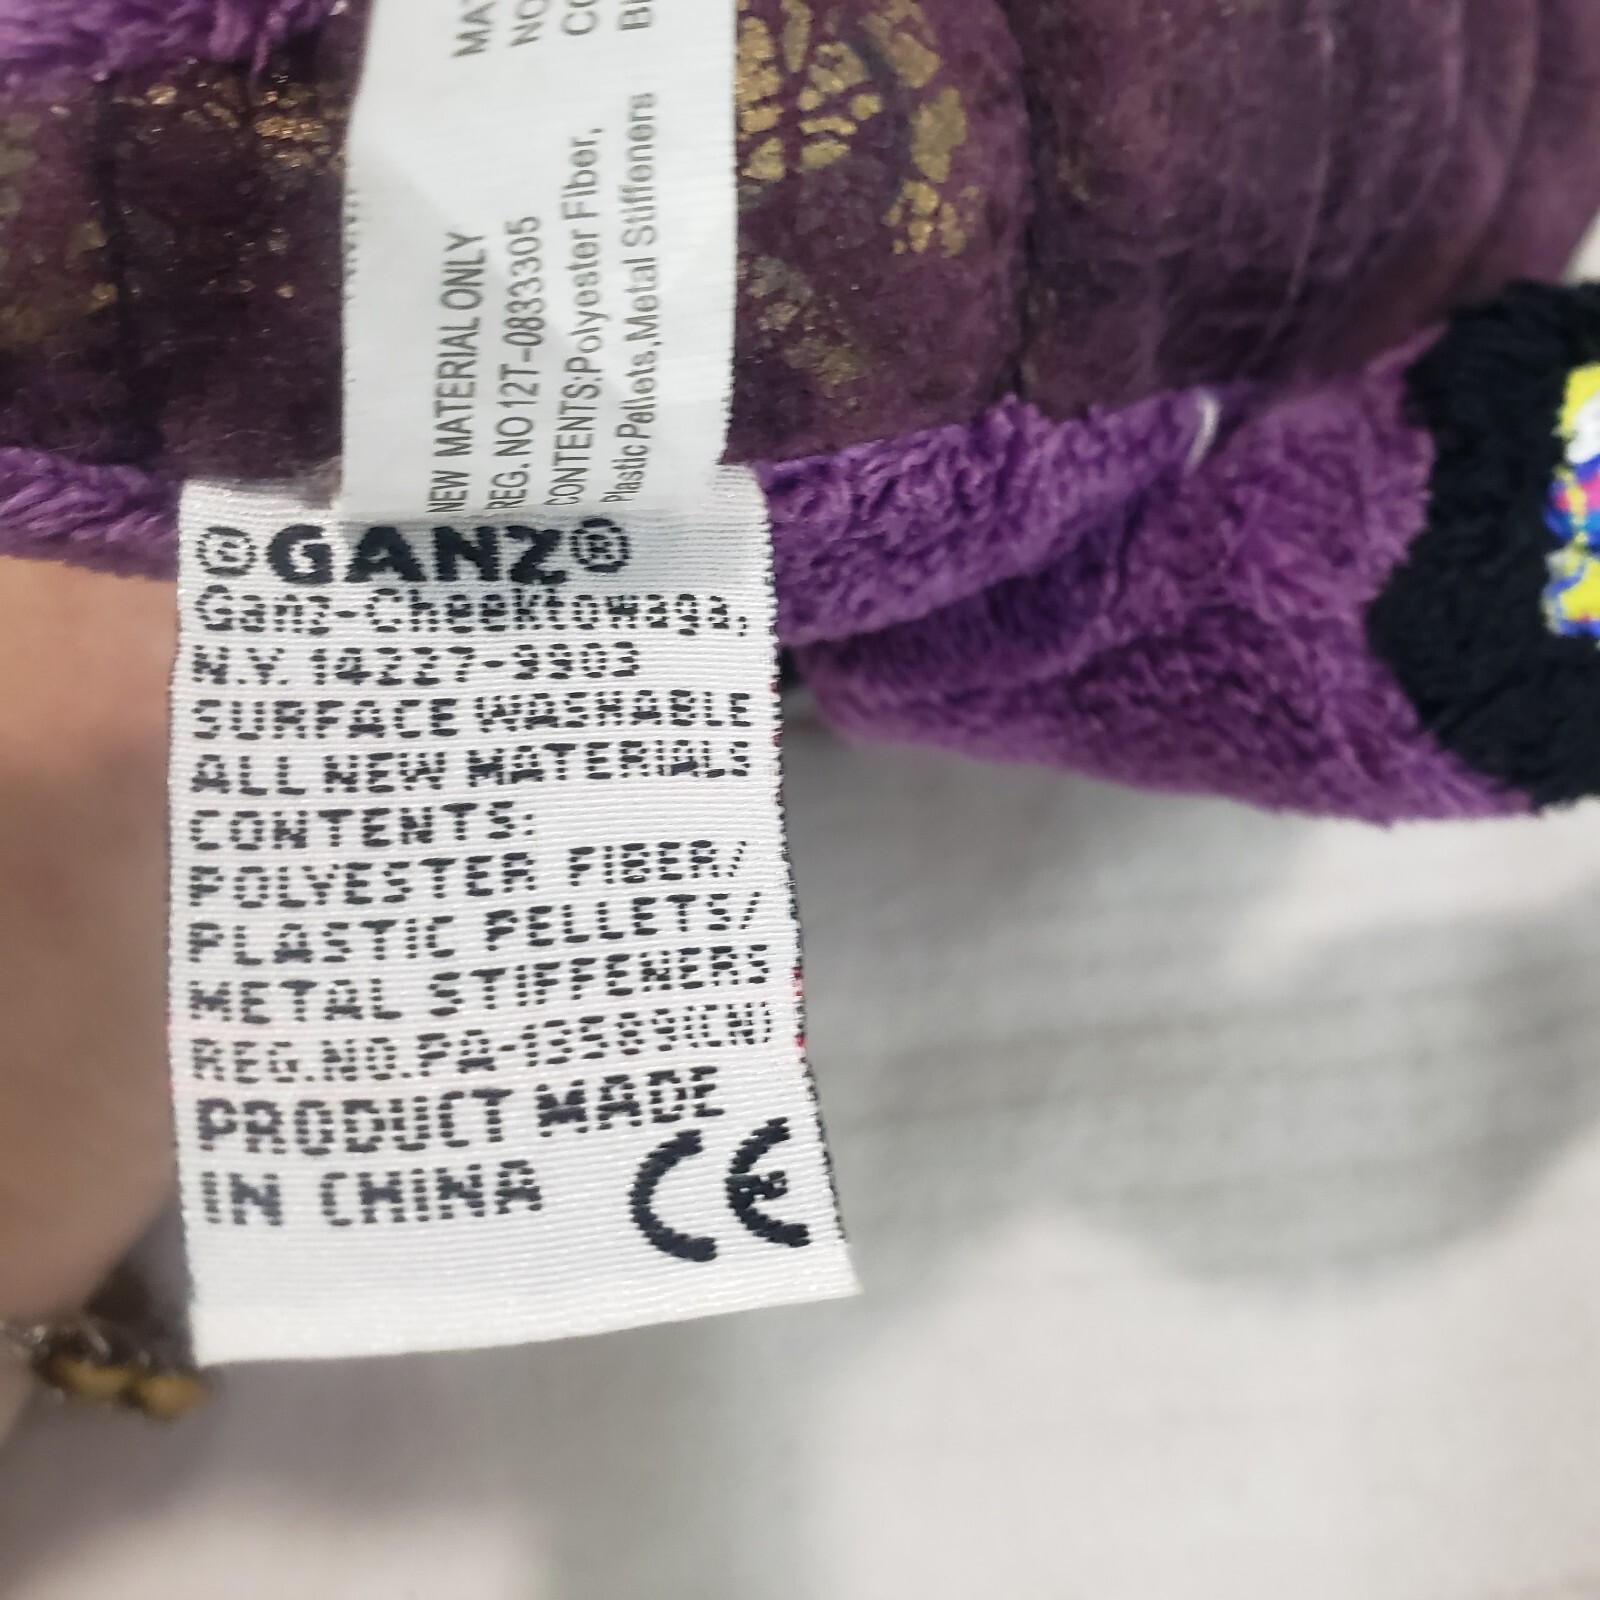 NEW MATERIAL ONLY
REG. NO 12T-0833305
CONTENTS:Polyester Fiber,
Plastic Pellets,Metal Stiffeners
©GANZ®
Ganz-Cheektowaga,
N.Y. 14227-9903
SURFACE WASHABLE
ALL NEW MATERIALS
CONTENTS:
POLYESTER FIBER/
PLASTIC PELLETS/
METAL STIFFENERS
REG.NO.PA-13589(CN)
PRODUCT MADE
IN CHINA
CE